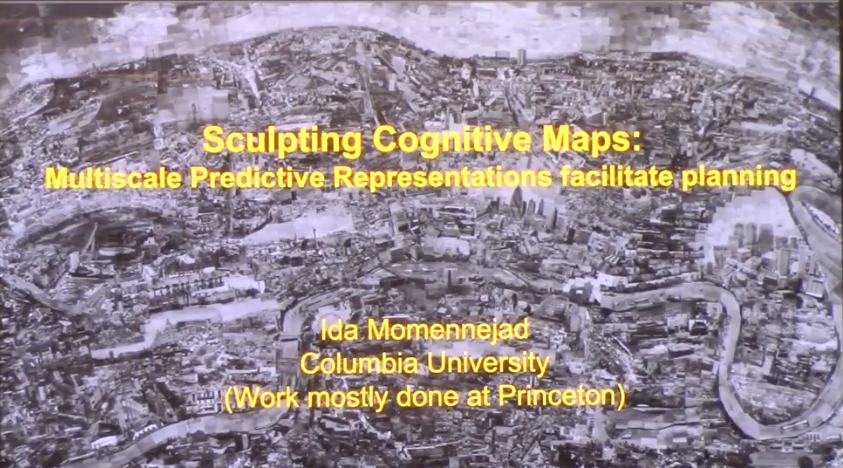 Sculpting Cognitive Maps:
Multiscale Predictive Representations facilitate planning
Ida Momennejad
Columbia University
(Work mostly done at Princeton)